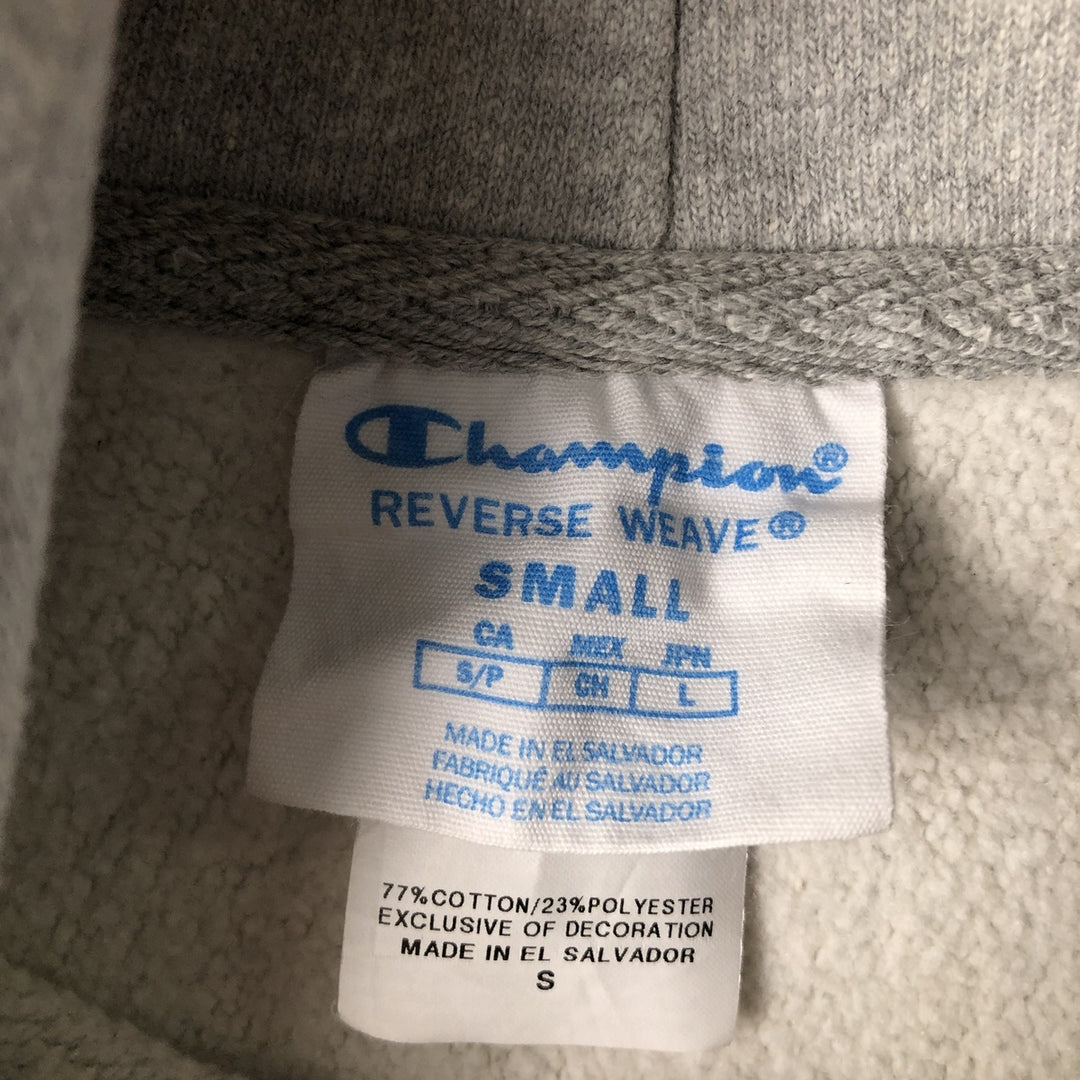 Champion®
REVERSE WEAVE®
SMALL
CA MEX JPN
S/P CH L
MADE IN EL SALVADOR
FABRIQUÉ AU SALVADOR
HECHO EN EL SALVADOR
77%COTTON/23%POLYESTER
EXCLUSIVE OF DECORATION
MADE IN EL SALVADOR
S